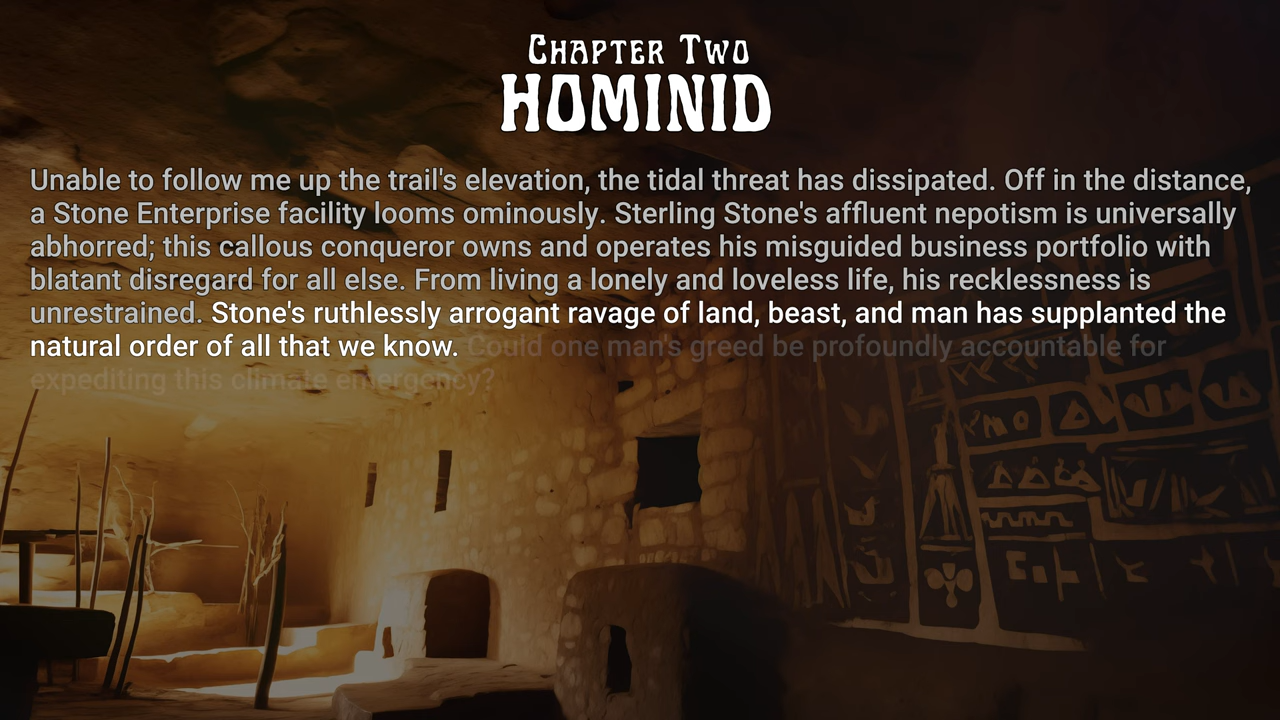 CHAPTER TWO
HOMINID
Unable to follow me up the trail's elevation, the tidal threat has dissipated. Off in the distance,
a Stone Enterprise facility looms ominously. Sterling Stone's affluent nepotism is universally
abhorred; this callous conqueror owns and operates his misguided business portfolio with
blatant disregard for all else. From living a lonely and loveless life, his recklessness is
unrestrained. Stone's ruthlessly arrogant ravage of land, beast, and man has supplanted the
natural order of all that we know. Could one man's greed be profoundly accountable for
expediting this climate emergency?